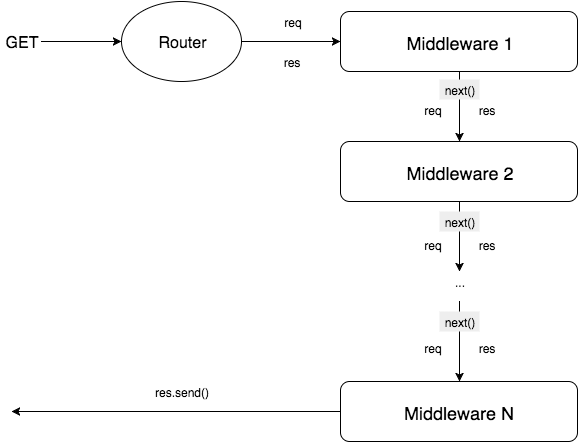 GET
Router
req
res
Middleware 1
next()
req res
Middleware 2
next()
req res
...
next()
req res
Middleware N
res.send()